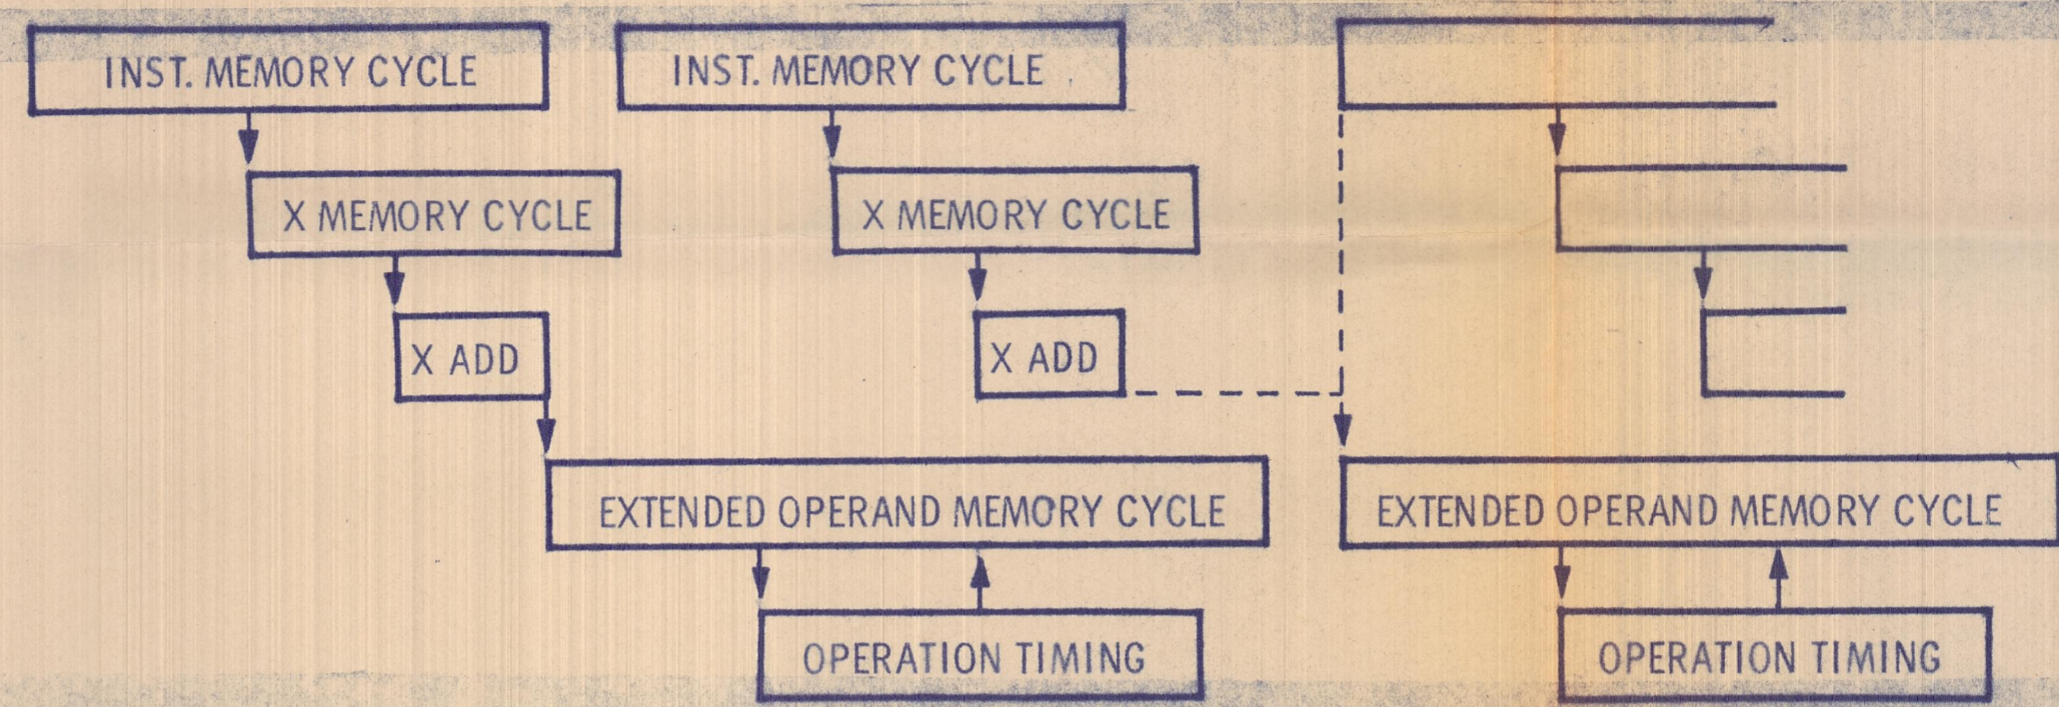 INST. MEMORY CYCLE
INST. MEMORY CYCLE
X MEMORY CYCLE
X MEMORY CYCLE
X ADD
X ADD
EXTENDED OPERAND MEMORY CYCLE
EXTENDED OPERAND MEMORY CYCLE
OPERATION TIMING
OPERATION TIMING